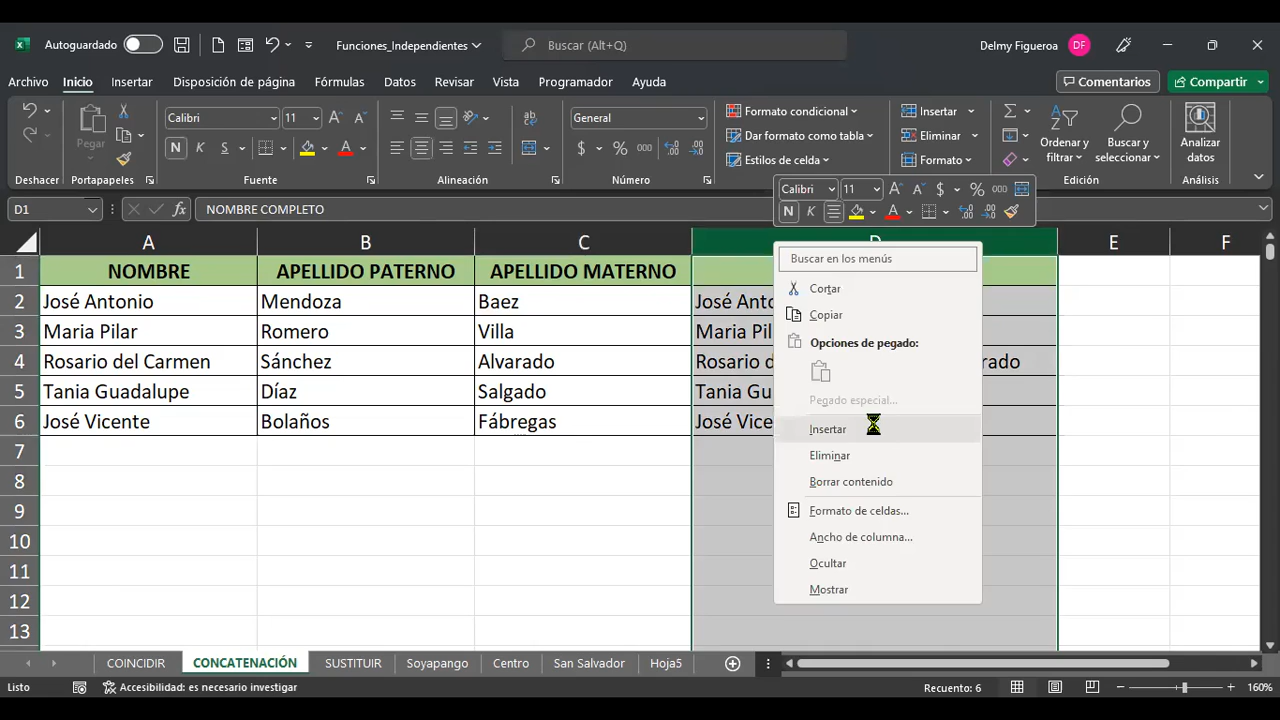 Autoguardado Funciones_Independientes Buscar (Alt+Q) Delmy Figueroa DF
Archivo Inicio Insertar Disposición de página Fórmulas Datos Revisar Vista Programador Ayuda Comentarios Compartir
Pegar
Calibri 11
N K S
ab
General
$ % 000
Formato condicional
Dar formato como tabla
Estilos de celda
Insertar
Eliminar
Formato
Ordenar y filtrar
Buscar y seleccionar
Analizar datos
Deshacer Portapapeles Fuente Alineación Número Edición Análisis
Calibri 11 $ % 000
N K
D1 NOMBRE COMPLETO
A B C D E F
1 NOMBRE APELLIDO PATERNO APELLIDO MATERNO
2 José Antonio Mendoza Baez José Anto
3 Maria Pilar Romero Villa Maria Pil
4 Rosario del Carmen Sánchez Alvarado Rosario d rado
5 Tania Guadalupe Díaz Salgado Tania Gu
6 José Vicente Bolaños Fábregas José Vice
7
8
9
10
11
12
13
Buscar en los menús
Cortar
Copiar
Opciones de pegado:
Pegado especial...
Insertar
Eliminar
Borrar contenido
Formato de celdas...
Ancho de columna...
Ocultar
Mostrar
COINCIDIR CONCATENACIÓN SUSTITUIR Soyapango Centro San Salvador Hoja5
Listo Accesibilidad: es necesario investigar Recuento: 6 160%